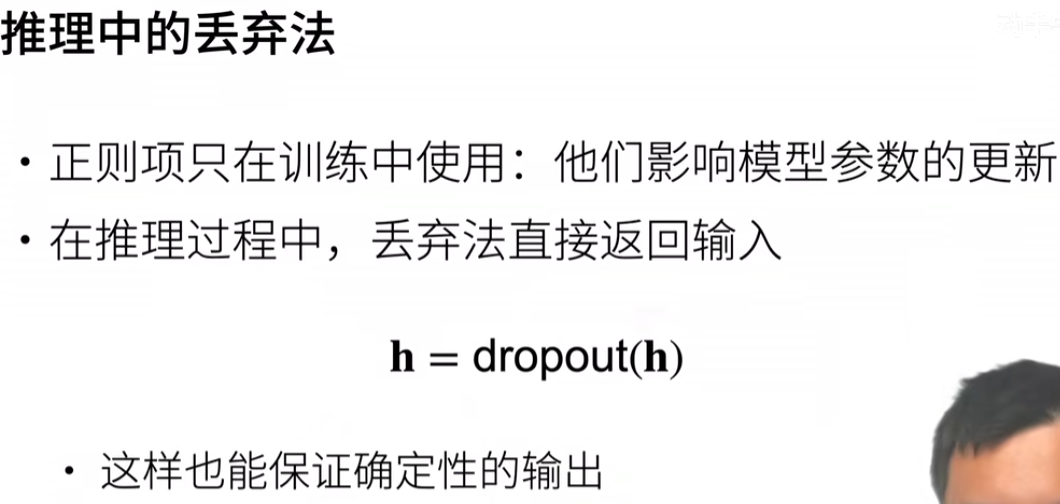 推理中的丢弃法
• 正则项只在训练中使用：他们影响模型参数的更新
• 在推理过程中，丢弃法直接返回输入
h = dropout(h)
• 这样也能保证确定性的输出